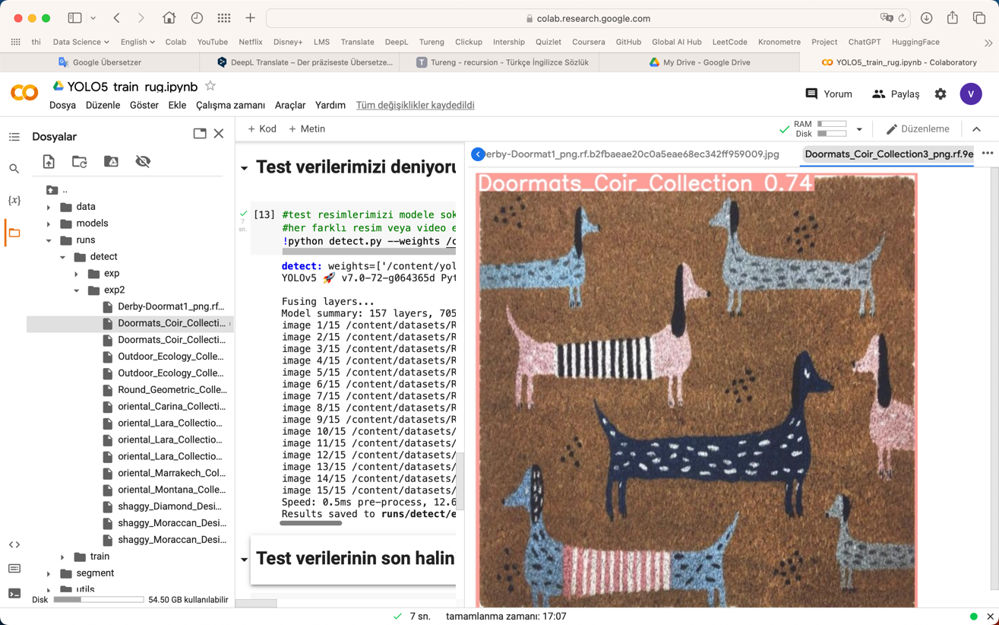 colab.research.google.com
thi Data Science English Colab YouTube Netflix Disney+ LMS Translate DeepL Tureng Clickup Intership Quizlet Coursera GitHub Global AI Hub LeetCode Kronometre Project ChatGPT HuggingFace
Google Übersetzer
DeepL Translate – Der präziseste Übersetze...
Tureng - recursion - Türkçe İngilizce Sözlük
My Drive - Google Drive
YOLO5_train_rug.ipynb - Colaboratory
YOLO5_train_rug.ipynb
Dosya Düzenle Göster Ekle Çalışma zamanı Araçlar Yardım Tüm değişiklikler kaydedildi
Yorum
Paylaş
V
Dosyalar
+ Kod + Metin
RAM
Disk
Düzenleme
..
data
models
runs
detect
exp
exp2
Derby-Doormat1_png.rf...
Doormats_Coir_Collecti...
Doormats_Coir_Collecti...
Outdoor_Ecology_Colle...
Outdoor_Ecology_Colle...
Round_Geometric_Colle...
oriental_Carina_Collecti...
oriental_Lara_Collectio...
oriental_Lara_Collectio...
oriental_Lara_Collectio...
oriental_Marrakech_Col...
oriental_Montana_Colle...
shaggy_Diamond_Desi...
shaggy_Moraccan_Desi...
shaggy_Moraccan_Desi...
train
segment
utils
Disk 54.50 GB kullanılabilir
Test verilerimizi deniyoru
[13]
7
sn.
#test resimlerimizi modele sok
#her farklı resim veya video e
!python detect.py --weights /c
detect: weights=['/content/yol
YOLOv5 🚀 v7.0-72-g064365d Pyt
Fusing layers...
Model summary: 157 layers, 705
image 1/15 /content/datasets/R
image 2/15 /content/datasets/R
image 3/15 /content/datasets/R
image 4/15 /content/datasets/R
image 5/15 /content/datasets/R
image 6/15 /content/datasets/R
image 7/15 /content/datasets/R
image 8/15 /content/datasets/R
image 9/15 /content/datasets/R
image 10/15 /content/datasets/
image 11/15 /content/datasets/
image 12/15 /content/datasets/
image 13/15 /content/datasets/
image 14/15 /content/datasets/
image 15/15 /content/datasets/
Speed: 0.5ms pre-process, 12.6
Results saved to runs/detect/e
Test verilerinin son halin
erby-Doormat1_png.rf.b2fbaeae20c0a5eae68ec342ff959009.jpg
Doormats_Coir_Collection3_png.rf.9e
Doormats_Coir_Collection 0.74
7 sn. tamamlanma zamanı: 17:07